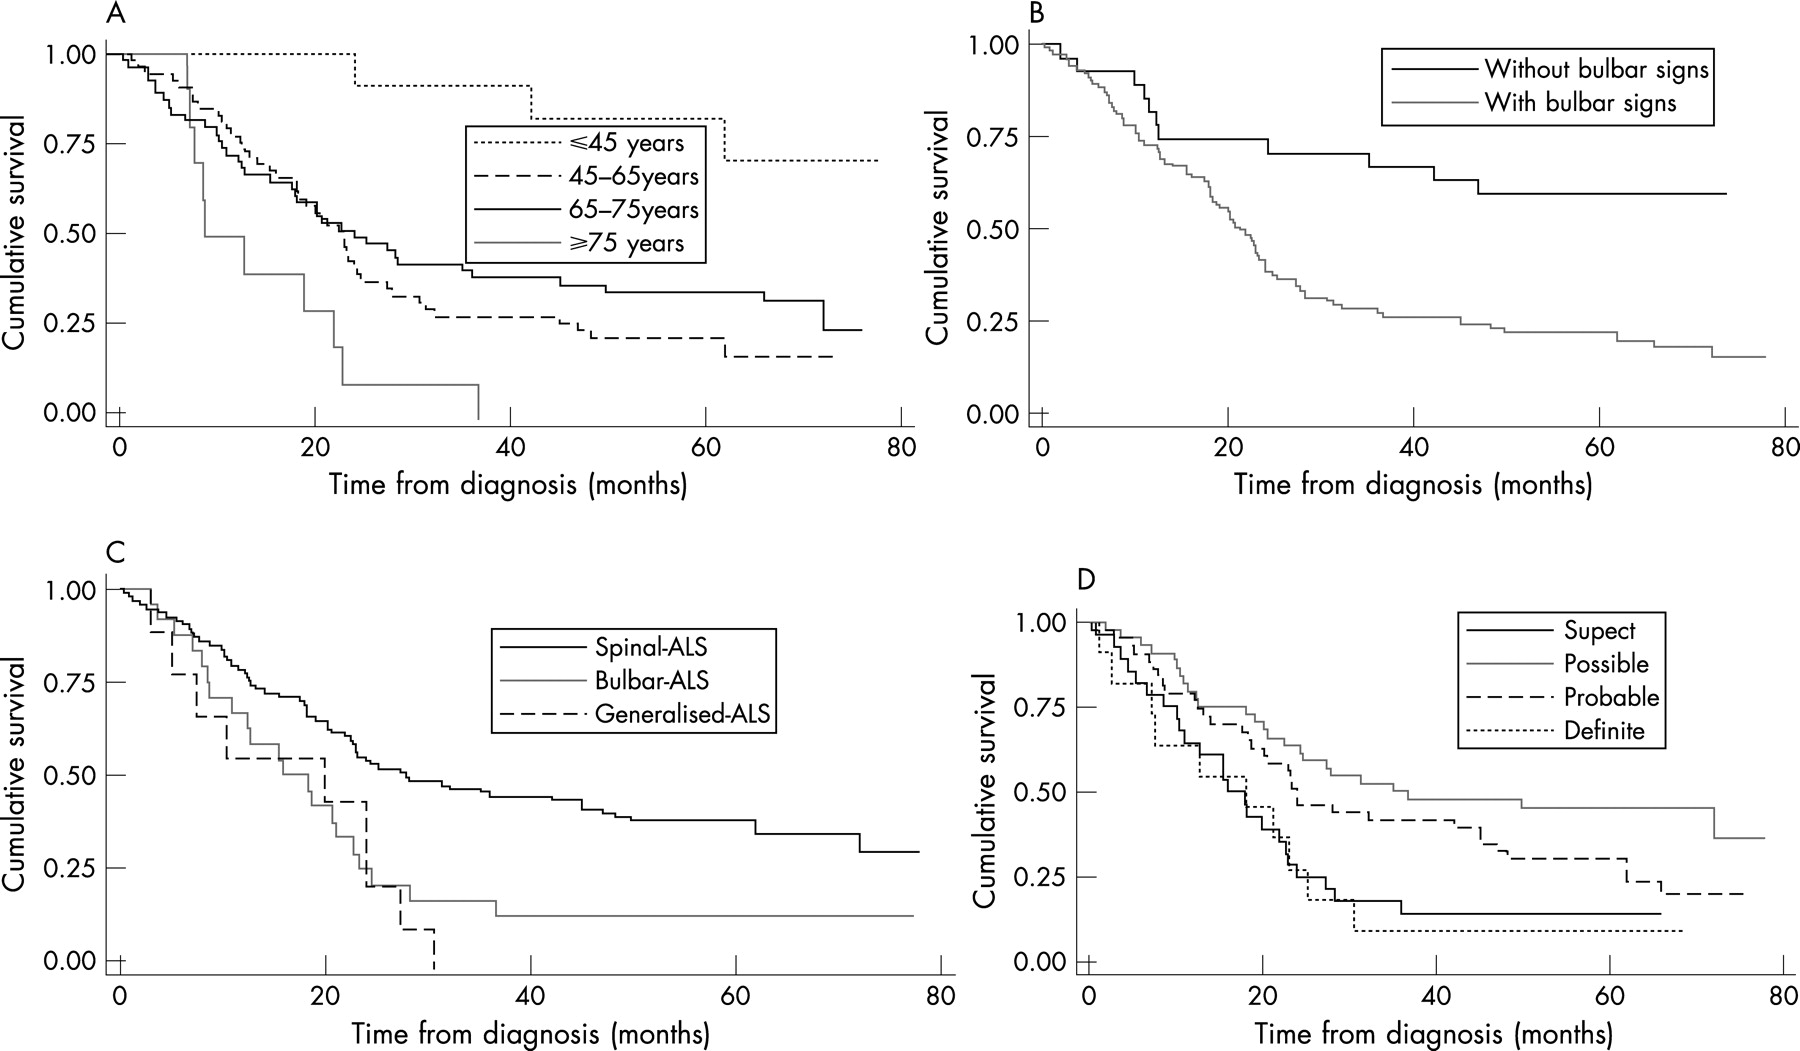 A
1.00
0.75
0.50
0.25
0.00
Cumulative survival
⩽45 years
45–65years
65–75years
⩾75 years
0 20 40 60 80
Time from diagnosis (months)
B
1.00
0.75
0.50
0.25
0.00
Cumulative survival
Without bulbar signs
With bulbar signs
0 20 40 60 80
Time from diagnosis (months)
C
1.00
0.75
0.50
0.25
0.00
Cumulative survival
Spinal-ALS
Bulbar-ALS
Generalised-ALS
0 20 40 60 80
Time from diagnosis (months)
D
1.00
0.75
0.50
0.25
0.00
Cumulative survival
Supect
Possible
Probable
Definite
0 20 40 60 80
Time from diagnosis (months)